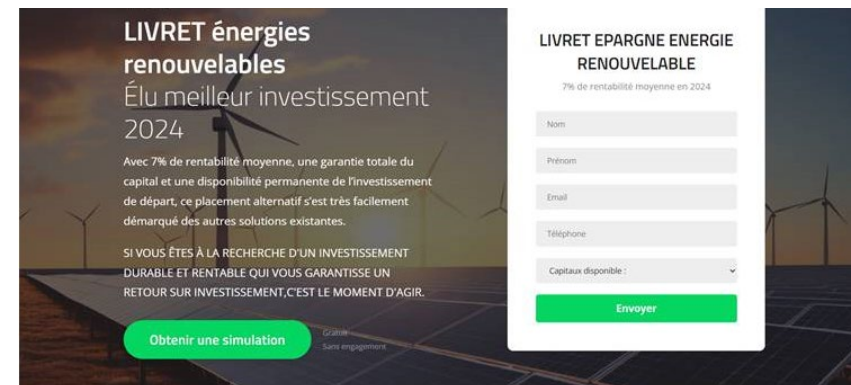 LIVRET énergies
renouvelables
Élu meilleur investissement
2024
Avec 7% de rentabilité moyenne, une garantie totale du
capital et une disponibilité permanente de l'investissement
de départ, ce placement alternatif s'est très facilement
démarqué des autres solutions existantes.
SI VOUS ÊTES À LA RECHERCHE D'UN INVESTISSEMENT
DURABLE ET RENTABLE QUI VOUS GARANTISSE UN
RETOUR SUR INVESTISSEMENT,C'EST LE MOMENT D'AGIR.
Obtenir une simulation
Gratuit
Sans engagement
LIVRET EPARGNE ENERGIE
RENOUVELABLE
7% de rentabilité moyenne en 2024
Nom
Prénom
Email
Téléphone
Capitaux disponible :
Envoyer